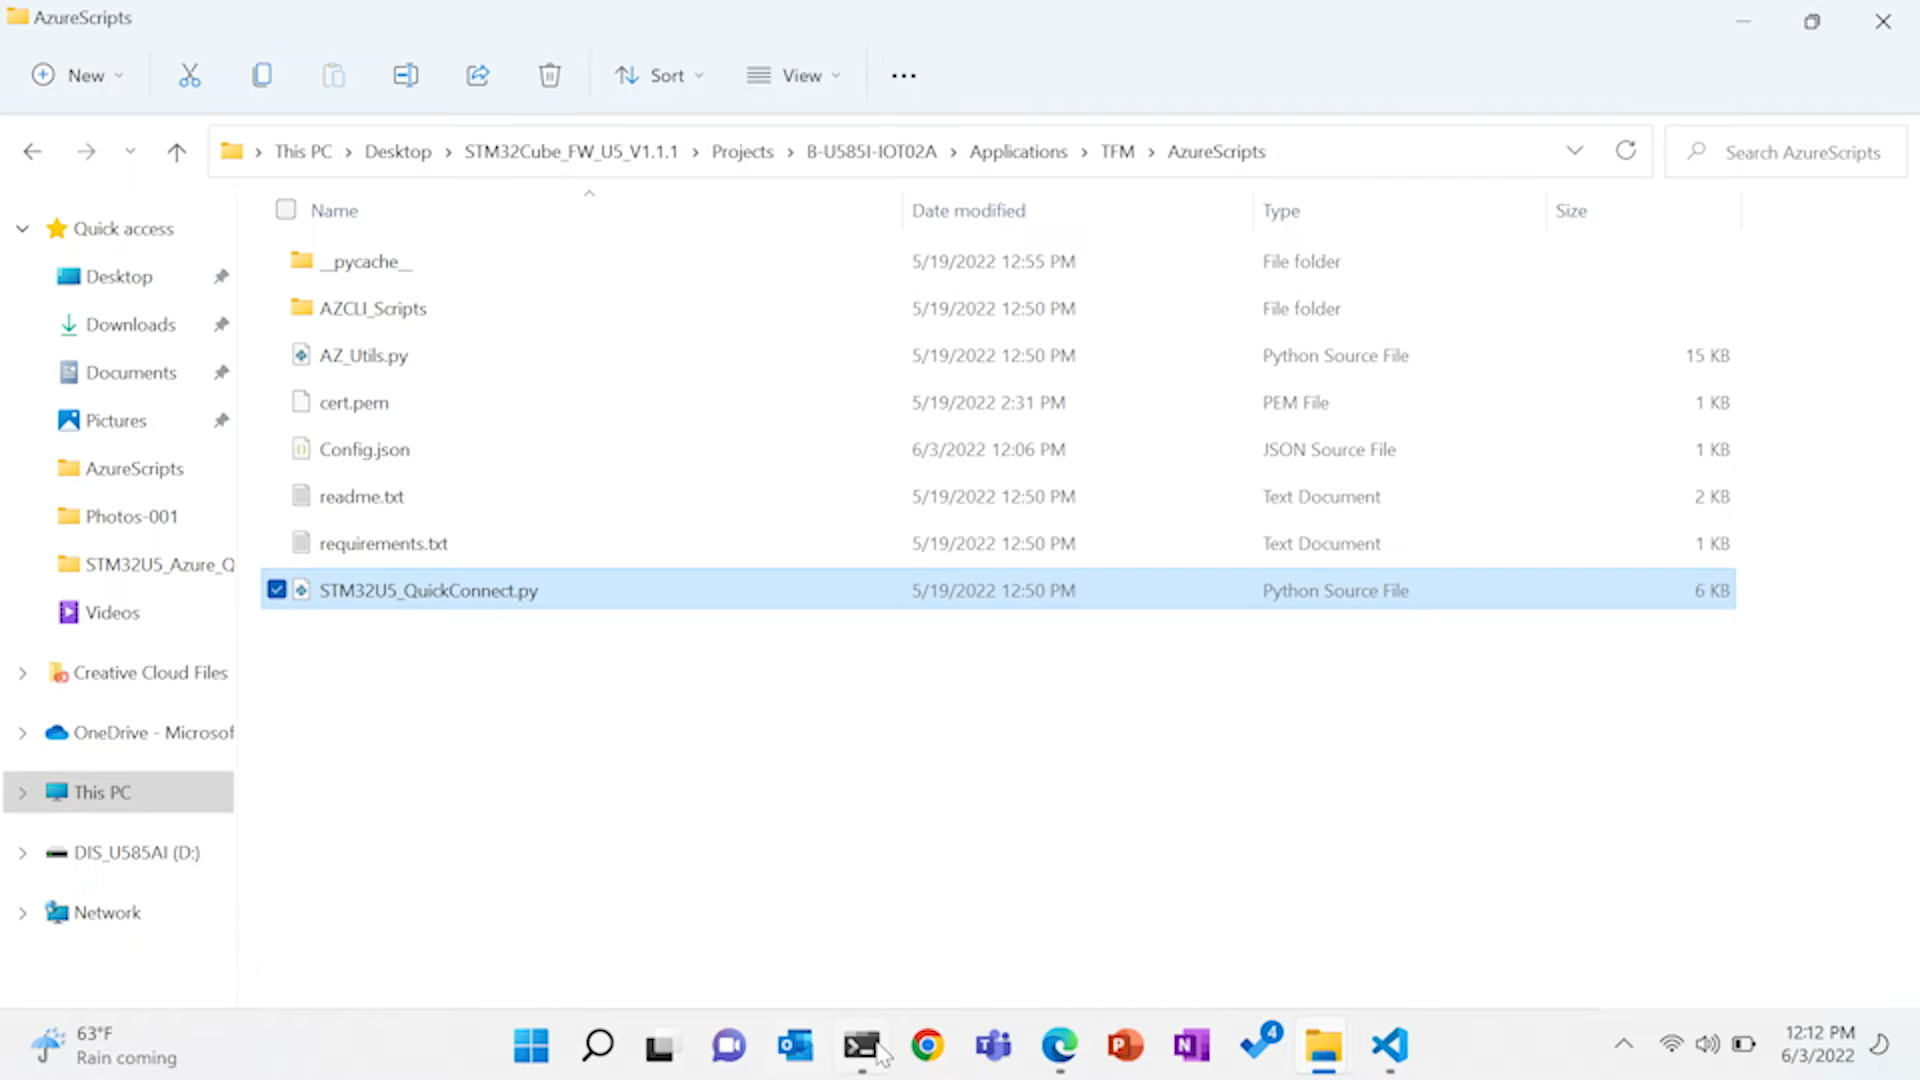 AzureScripts
New
Sort
View
This PC > Desktop > STM32Cube_FW_U5_V1.1.1 > Projects > B-U585I-IOT02A > Applications > TFM > AzureScripts
Search AzureScripts
Name Date modified Type Size
__pycache__ 5/19/2022 12:55 PM File folder
AZCLI_Scripts 5/19/2022 12:50 PM File folder
AZ_Utils.py 5/19/2022 12:50 PM Python Source File 15 KB
cert.pem 5/19/2022 2:31 PM PEM File 1 KB
Config.json 6/3/2022 12:06 PM JSON Source File 1 KB
readme.txt 5/19/2022 12:50 PM Text Document 2 KB
requirements.txt 5/19/2022 12:50 PM Text Document 1 KB
STM32U5_QuickConnect.py 5/19/2022 12:50 PM Python Source File 6 KB
Quick access
Desktop
Downloads
Documents
Pictures
AzureScripts
Photos-001
STM32U5_Azure_Q
Videos
Creative Cloud Files
OneDrive - Microsof
This PC
DIS_U585AI (D:)
Network
63°F
Rain coming
4
12:12 PM
6/3/2022